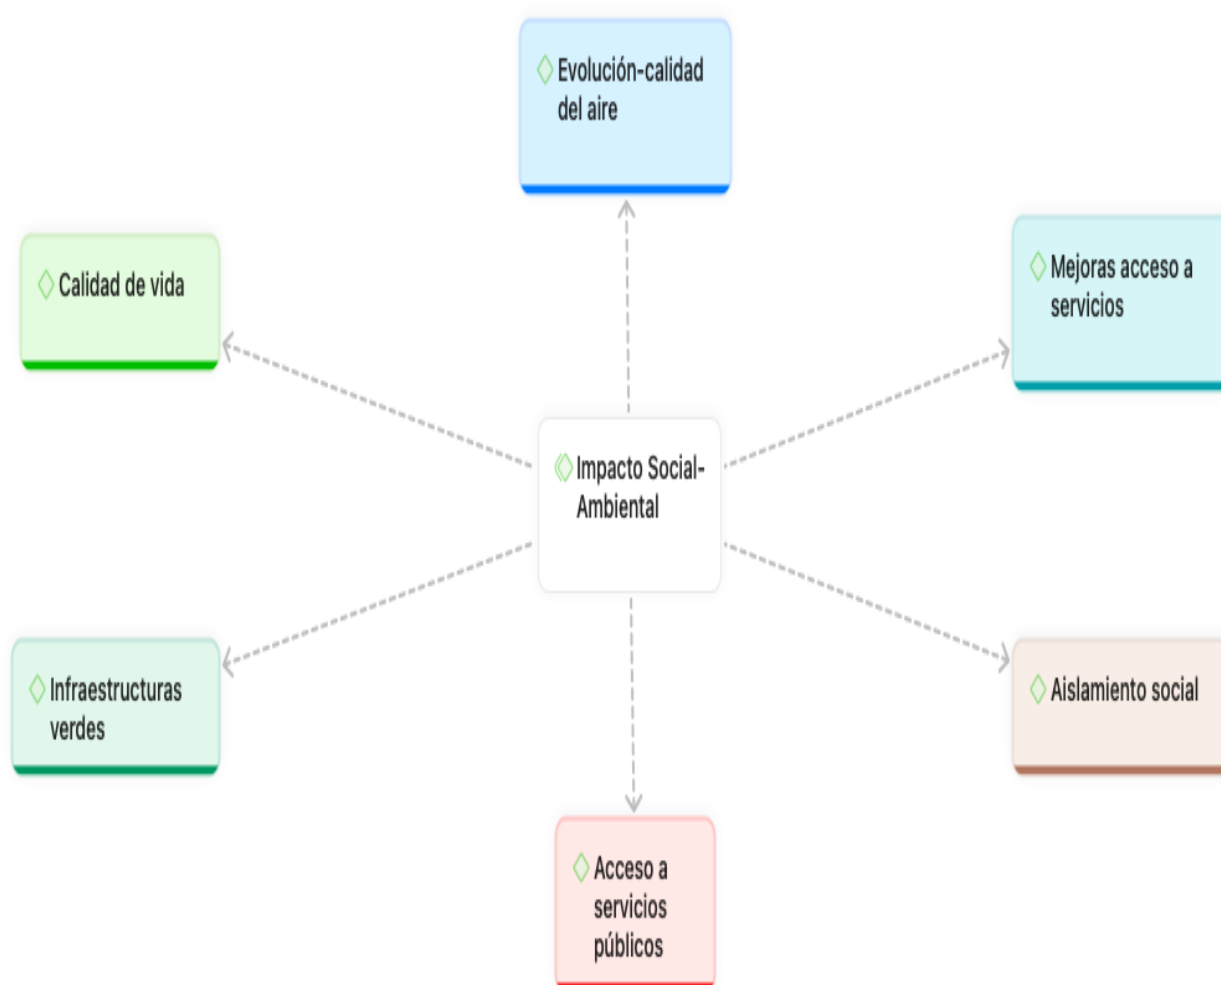 Evolución-calidad
del aire
Calidad de vida
Mejoras acceso a
servicios
Impacto Social-
Ambiental
Infraestructuras
verdes
Aislamiento social
Acceso a
servicios
públicos